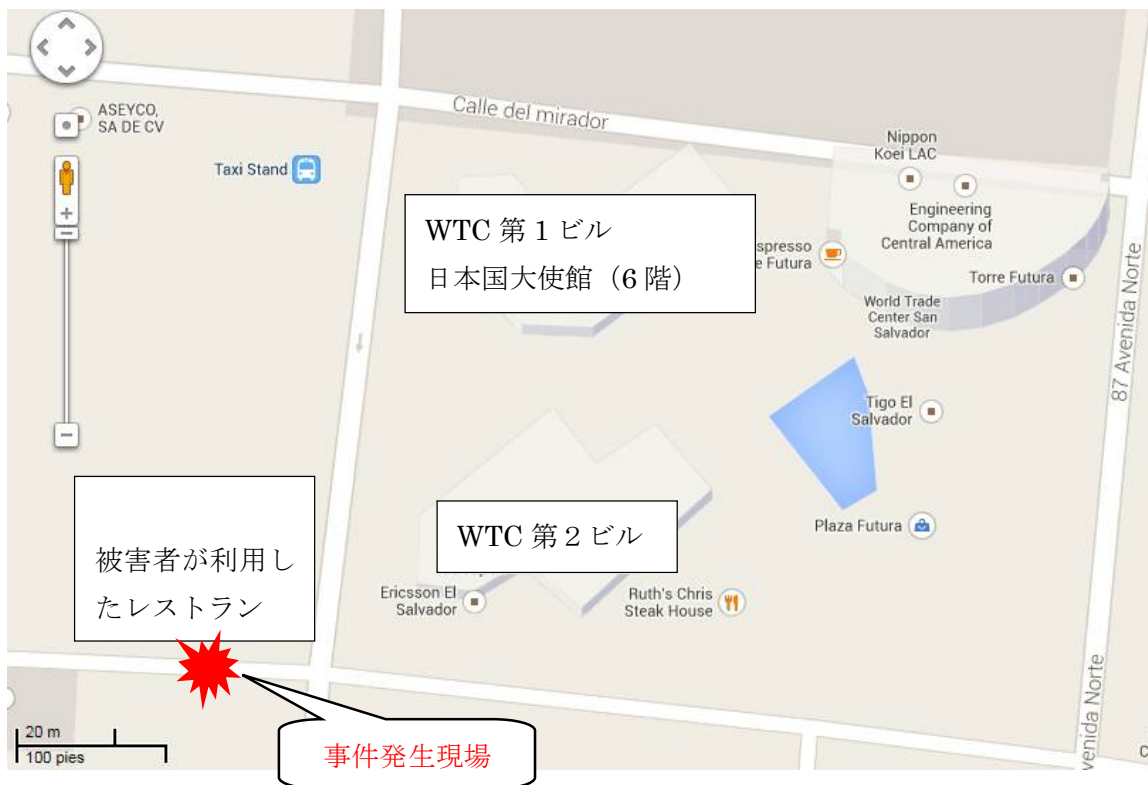 ASEYCO,
SA DE CV
Calle del mirador
Taxi Stand
Nippon
Koei LAC
Engineering
Company of
Central America
WTC 第１ビル
日本国大使館（6 階）
spresso
e Futura
Torre Futura
World Trade
Center San
Salvador
87 Avenida Norte
Tigo El
Salvador
Plaza Futura
WTC 第２ビル
被害者が利用し
たレストラン
Ericsson El
Salvador
Ruth's Chris
Steak House
venida Norte
事件発生現場
20 m
100 pies